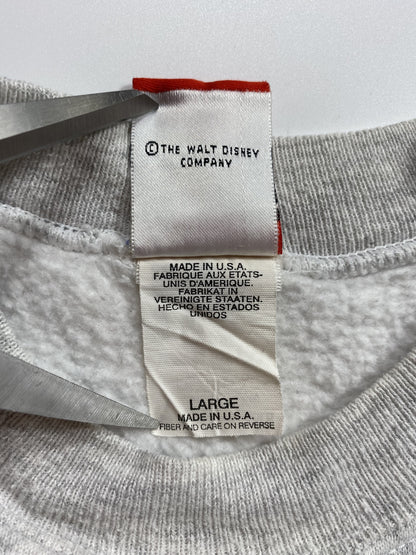 ©THE WALT DISNEY
COMPANY
MADE IN U.S.A.
FABRIQUE AUX ETATS-
UNIS D'AMERIQUE.
FABRIKAT IN
VEREINIGTE STAATEN.
HECHO EN ESTADOS
UNIDOS
LARGE
MADE IN U.S.A.
FIBER AND CARE ON REVERSE